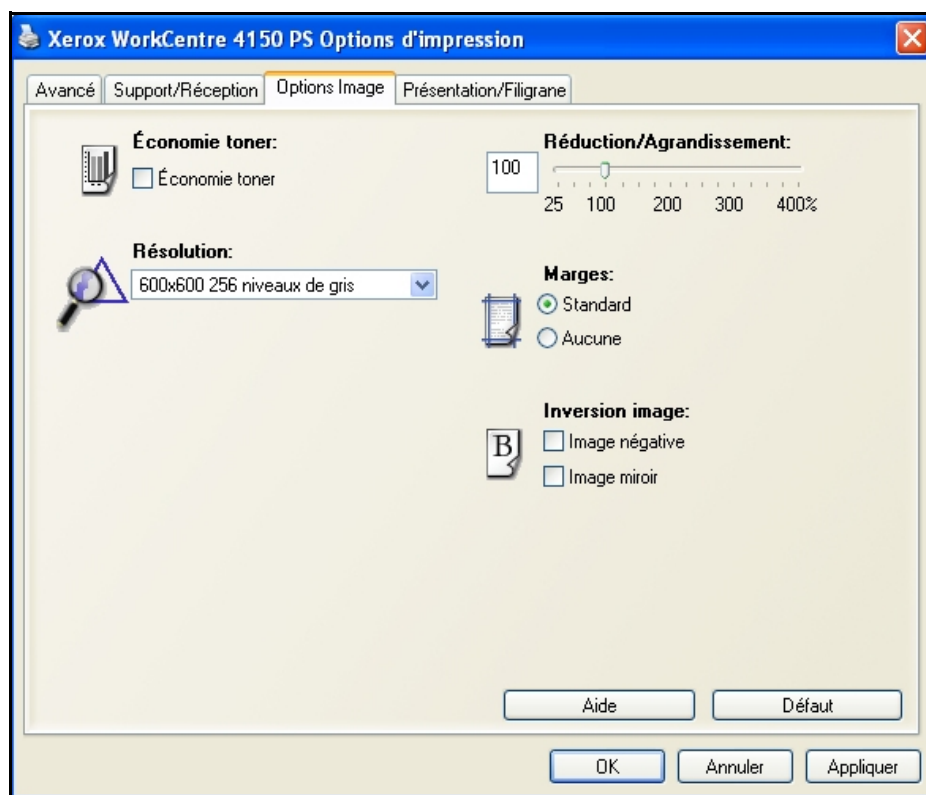 Xerox WorkCentre 4150 PS Options d'impression
Avancé Support/Réception Options Image Présentation/Filigrane
Économie toner:
Économie toner
Résolution:
600x600 256 niveaux de gris
Réduction/Agrandissement:
100
25 100 200 300 400%
Marges:
Standard
Aucune
Inversion image:
B
Image négative
Image miroir
Aide Défaut
OK Annuler Appliquer